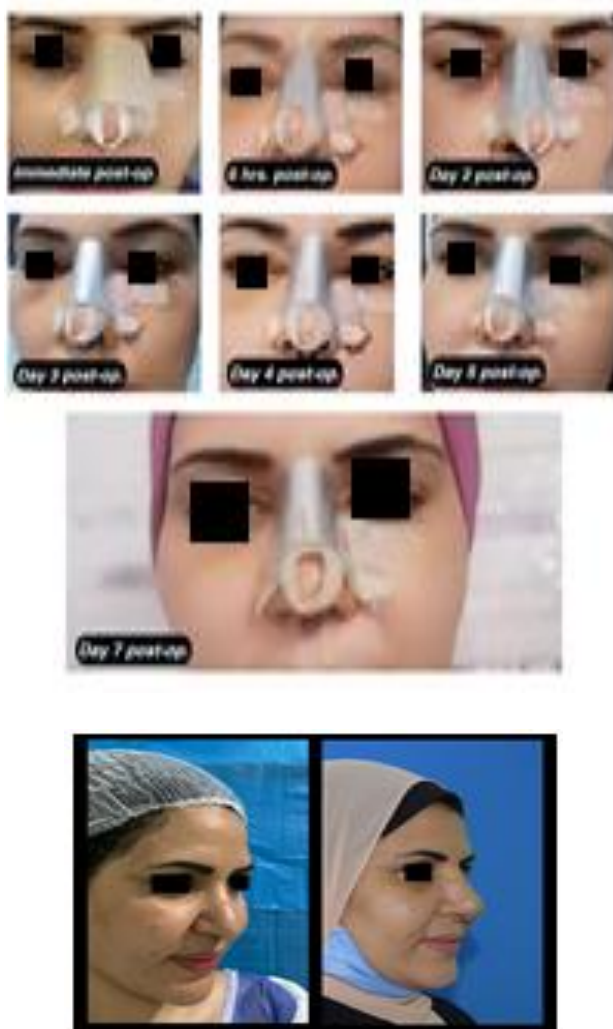 Immediate post-op.
6 hrs. post-op.
Day 2 post-op.
Day 3 post-op.
Day 4 post-op.
Day 5 post-op.
Day 7 post-op.